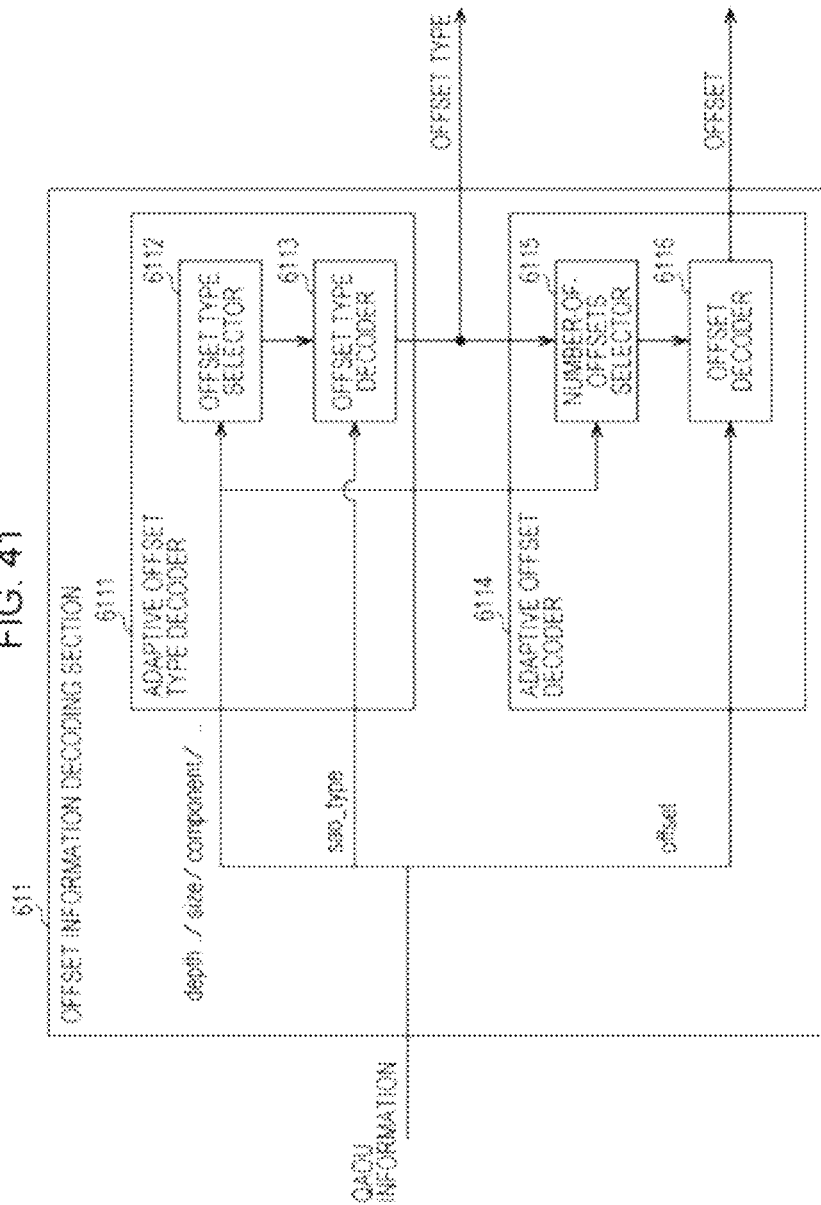 FIG. 41
611
OFFSET INFORMATION DECODING SECTION
6111
ADAPTIVE OFFSET
TYPE DECODER
6112
OFFSET TYPE
SELECTOR
6113
OFFSET TYPE
DECODER
depth / size / component / ..
sao_type
offset
QAOU
INFORMATION
6114
ADAPTIVE OFFSET
DECODER
6115
NUMBER OF-
OFFSETS
SELECTOR
6116
OFFSET
DECODER
OFFSET TYPE
OFFSET